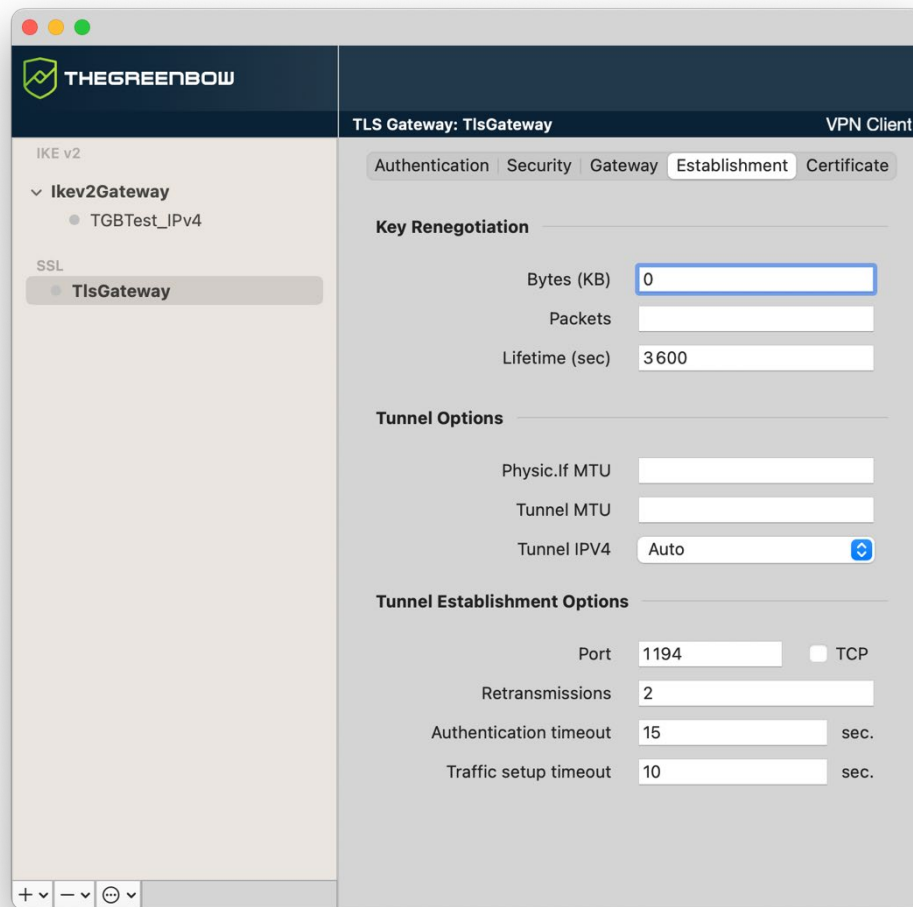 THEGREENBOW
TLS Gateway: TlsGateway VPN Client
IKE v2
Ikev2Gateway
TGBTest_IPv4
SSL
TlsGateway
Authentication Security Gateway Establishment Certificate
Key Renegotiation
Bytes (KB) 0
Packets
Lifetime (sec) 3 600
Tunnel Options
Physic.If MTU
Tunnel MTU
Tunnel IPV4 Auto
Tunnel Establishment Options
Port 1194 TCP
Retransmissions 2
Authentication timeout 15 sec.
Traffic setup timeout 10 sec.